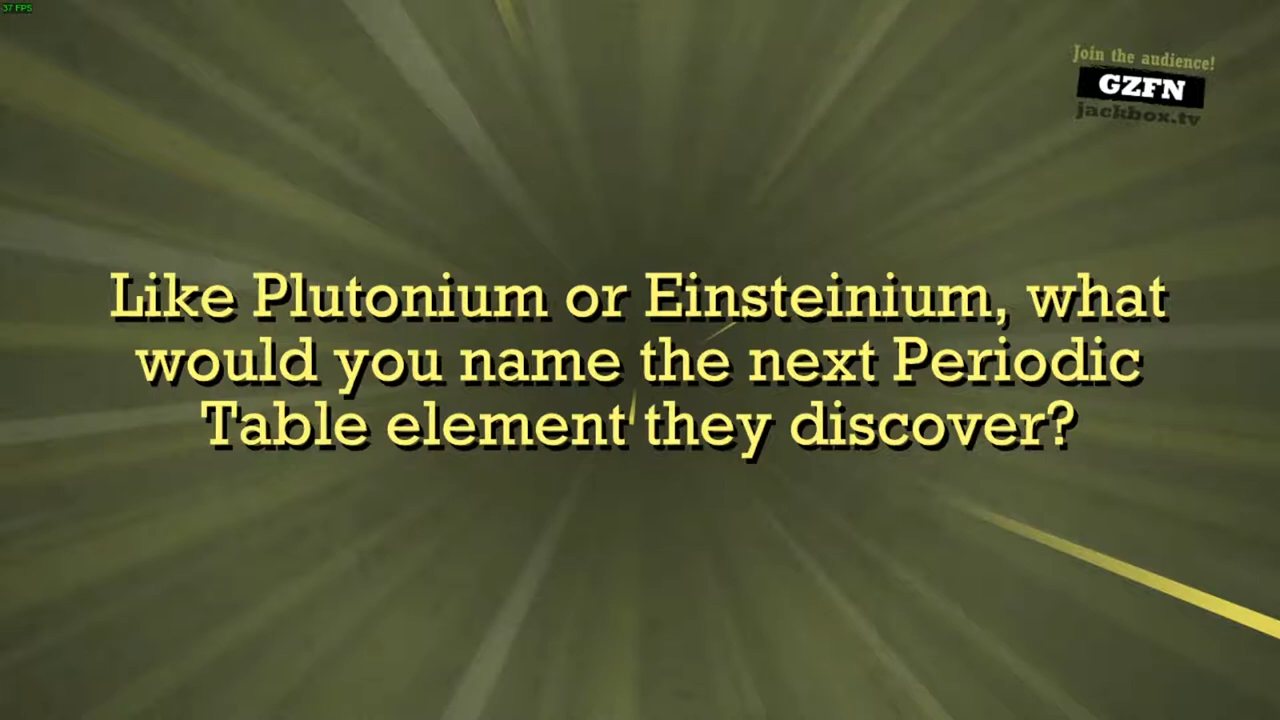 37 FPS
Join the audience!
GZFN
jackbox.tv
Like Plutonium or Einsteinium, what
would you name the next Periodic
Table element they discover?